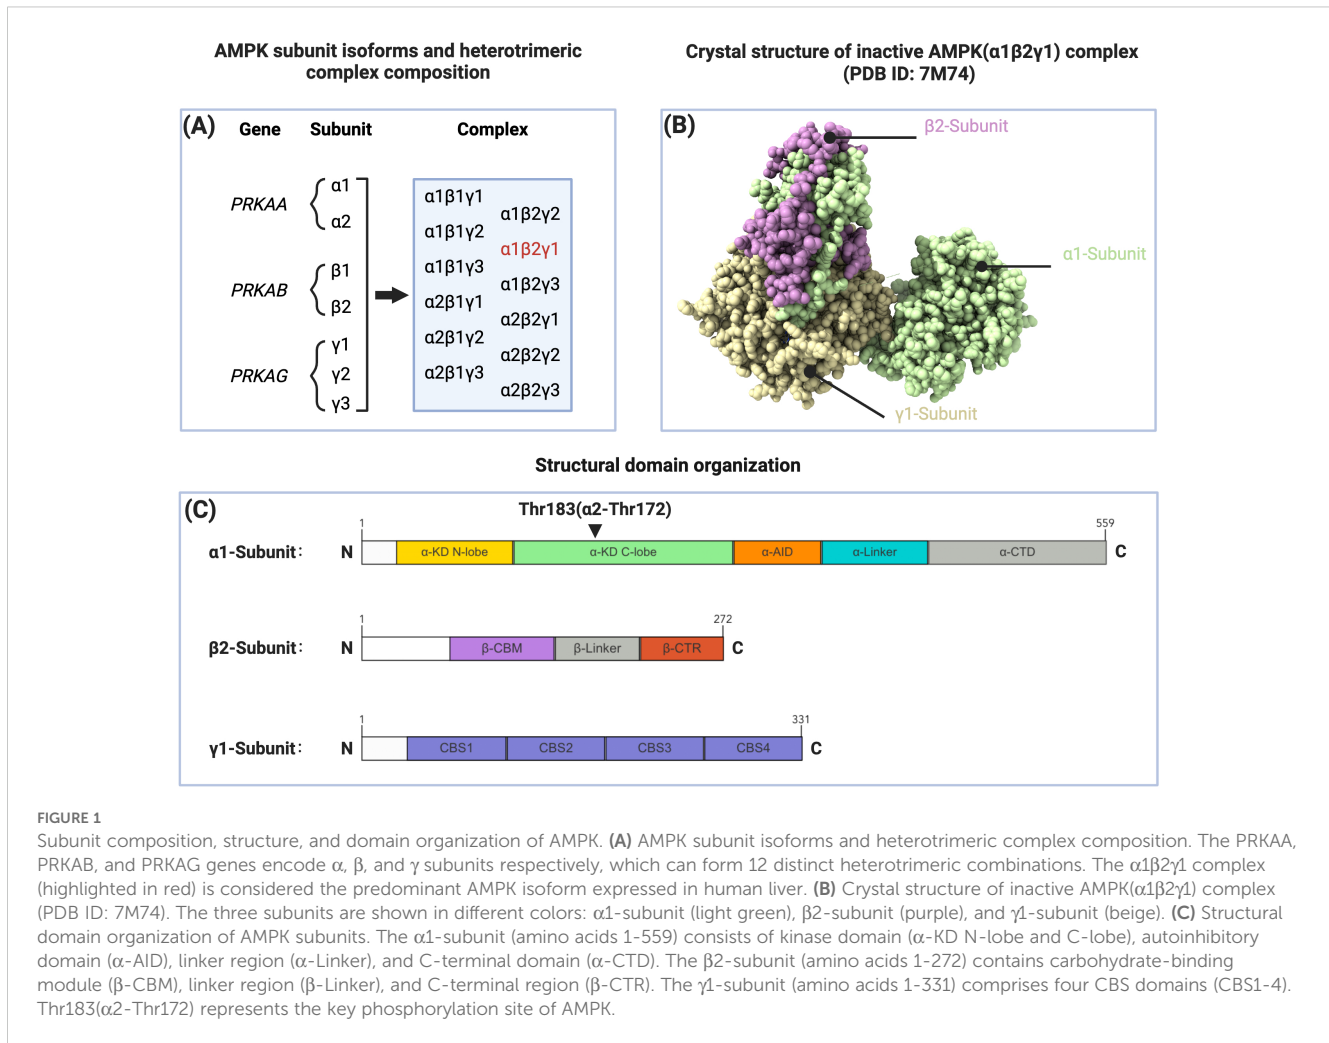 AMPK subunit isoforms and heterotrimeric
complex composition
Crystal structure of inactive AMPK(α1β2γ1) complex
(PDB ID: 7M74)
(A)
Gene Subunit Complex
PRKAA
α1
α2
PRKAB
β1
β2
PRKAG
γ1
γ2
γ3
α1β1γ1
α1β1γ2
α1β1γ3
α2β1γ1
α2β1γ2
α2β1γ3
α1β2γ2
α1β2γ1
α1β2γ3
α2β2γ1
α2β2γ2
α2β2γ3
(B)
β2-Subunit
α1-Subunit
γ1-Subunit
Structural domain organization
(C)
Thr183(α2-Thr172)
1 559
α1-Subunit: N α-KD N-lobe α-KD C-lobe α-AID α-Linker α-CTD C
1 272
β2-Subunit: N β-CBM β-Linker β-CTR C
1 331
γ1-Subunit: N CBS1 CBS2 CBS3 CBS4 C
FIGURE 1
Subunit composition, structure, and domain organization of AMPK. (A) AMPK subunit isoforms and heterotrimeric complex composition. The PRKAA,
PRKAB, and PRKAG genes encode α, β, and γ subunits respectively, which can form 12 distinct heterotrimeric combinations. The α1β2γ1 complex
(highlighted in red) is considered the predominant AMPK isoform expressed in human liver. (B) Crystal structure of inactive AMPK(α1β2γ1) complex
(PDB ID: 7M74). The three subunits are shown in different colors: α1-subunit (light green), β2-subunit (purple), and γ1-subunit (beige). (C) Structural
domain organization of AMPK subunits. The α1-subunit (amino acids 1-559) consists of kinase domain (α-KD N-lobe and C-lobe), autoinhibitory
domain (α-AID), linker region (α-Linker), and C-terminal domain (α-CTD). The β2-subunit (amino acids 1-272) contains carbohydrate-binding
module (β-CBM), linker region (β-Linker), and C-terminal region (β-CTR). The γ1-subunit (amino acids 1-331) comprises four CBS domains (CBS1-4).
Thr183(α2-Thr172) represents the key phosphorylation site of AMPK.